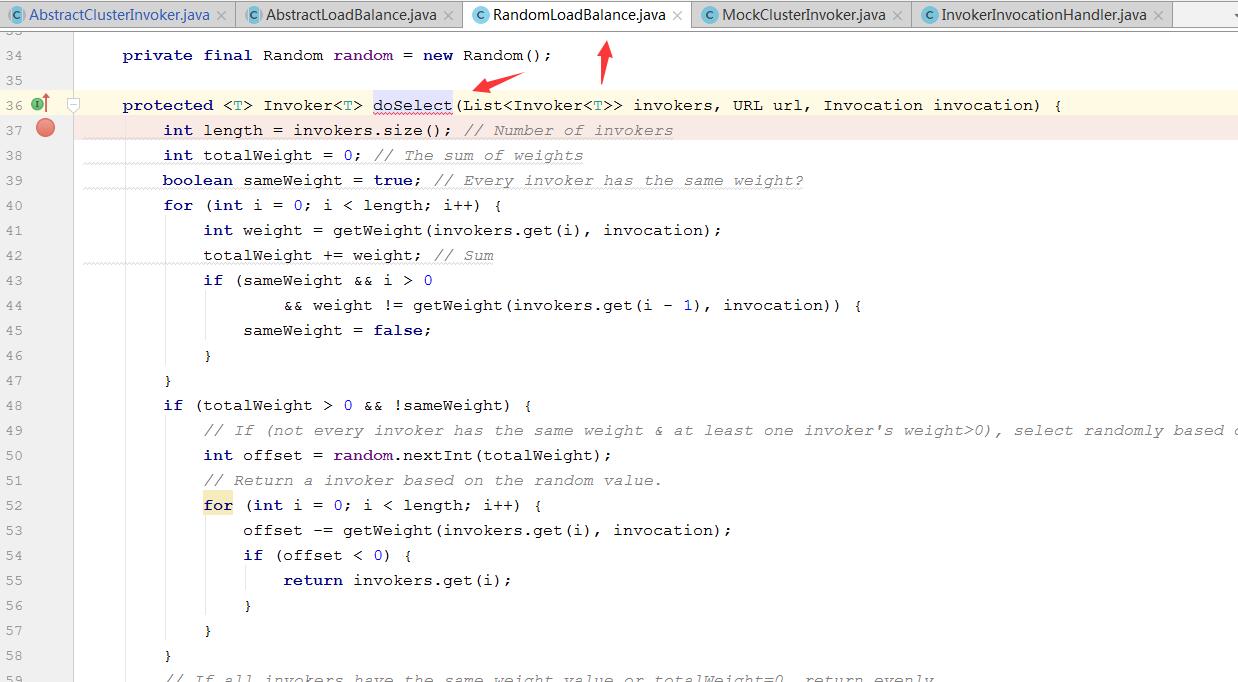 AbstractClusterInvoker.java AbstractLoadBalance.java RandomLoadBalance.java MockClusterInvoker.java InvokerInvocationHandler.java
34 private final Random random = new Random();
35
36 protected <T> Invoker<T> doSelect(List<Invoker<T>> invokers, URL url, Invocation invocation) {
37 int length = invokers.size(); // Number of invokers
38 int totalWeight = 0; // The sum of weights
39 boolean sameWeight = true; // Every invoker has the same weight?
40 for (int i = 0; i < length; i++) {
41 int weight = getWeight(invokers.get(i), invocation);
42 totalWeight += weight; // Sum
43 if (sameWeight && i > 0
44 && weight != getWeight(invokers.get(i - 1), invocation)) {
45 sameWeight = false;
46 }
47 }
48 if (totalWeight > 0 && !sameWeight) {
49 // If (not every invoker has the same weight & at least one invoker's weight>0), select randomly based
50 int offset = random.nextInt(totalWeight);
51 // Return a invoker based on the random value.
52 for (int i = 0; i < length; i++) {
53 offset -= getWeight(invokers.get(i), invocation);
54 if (offset < 0) {
55 return invokers.get(i);
56 }
57 }
58 }
59 // If all invokers have the same weight value or totalWeight=0, return evenly